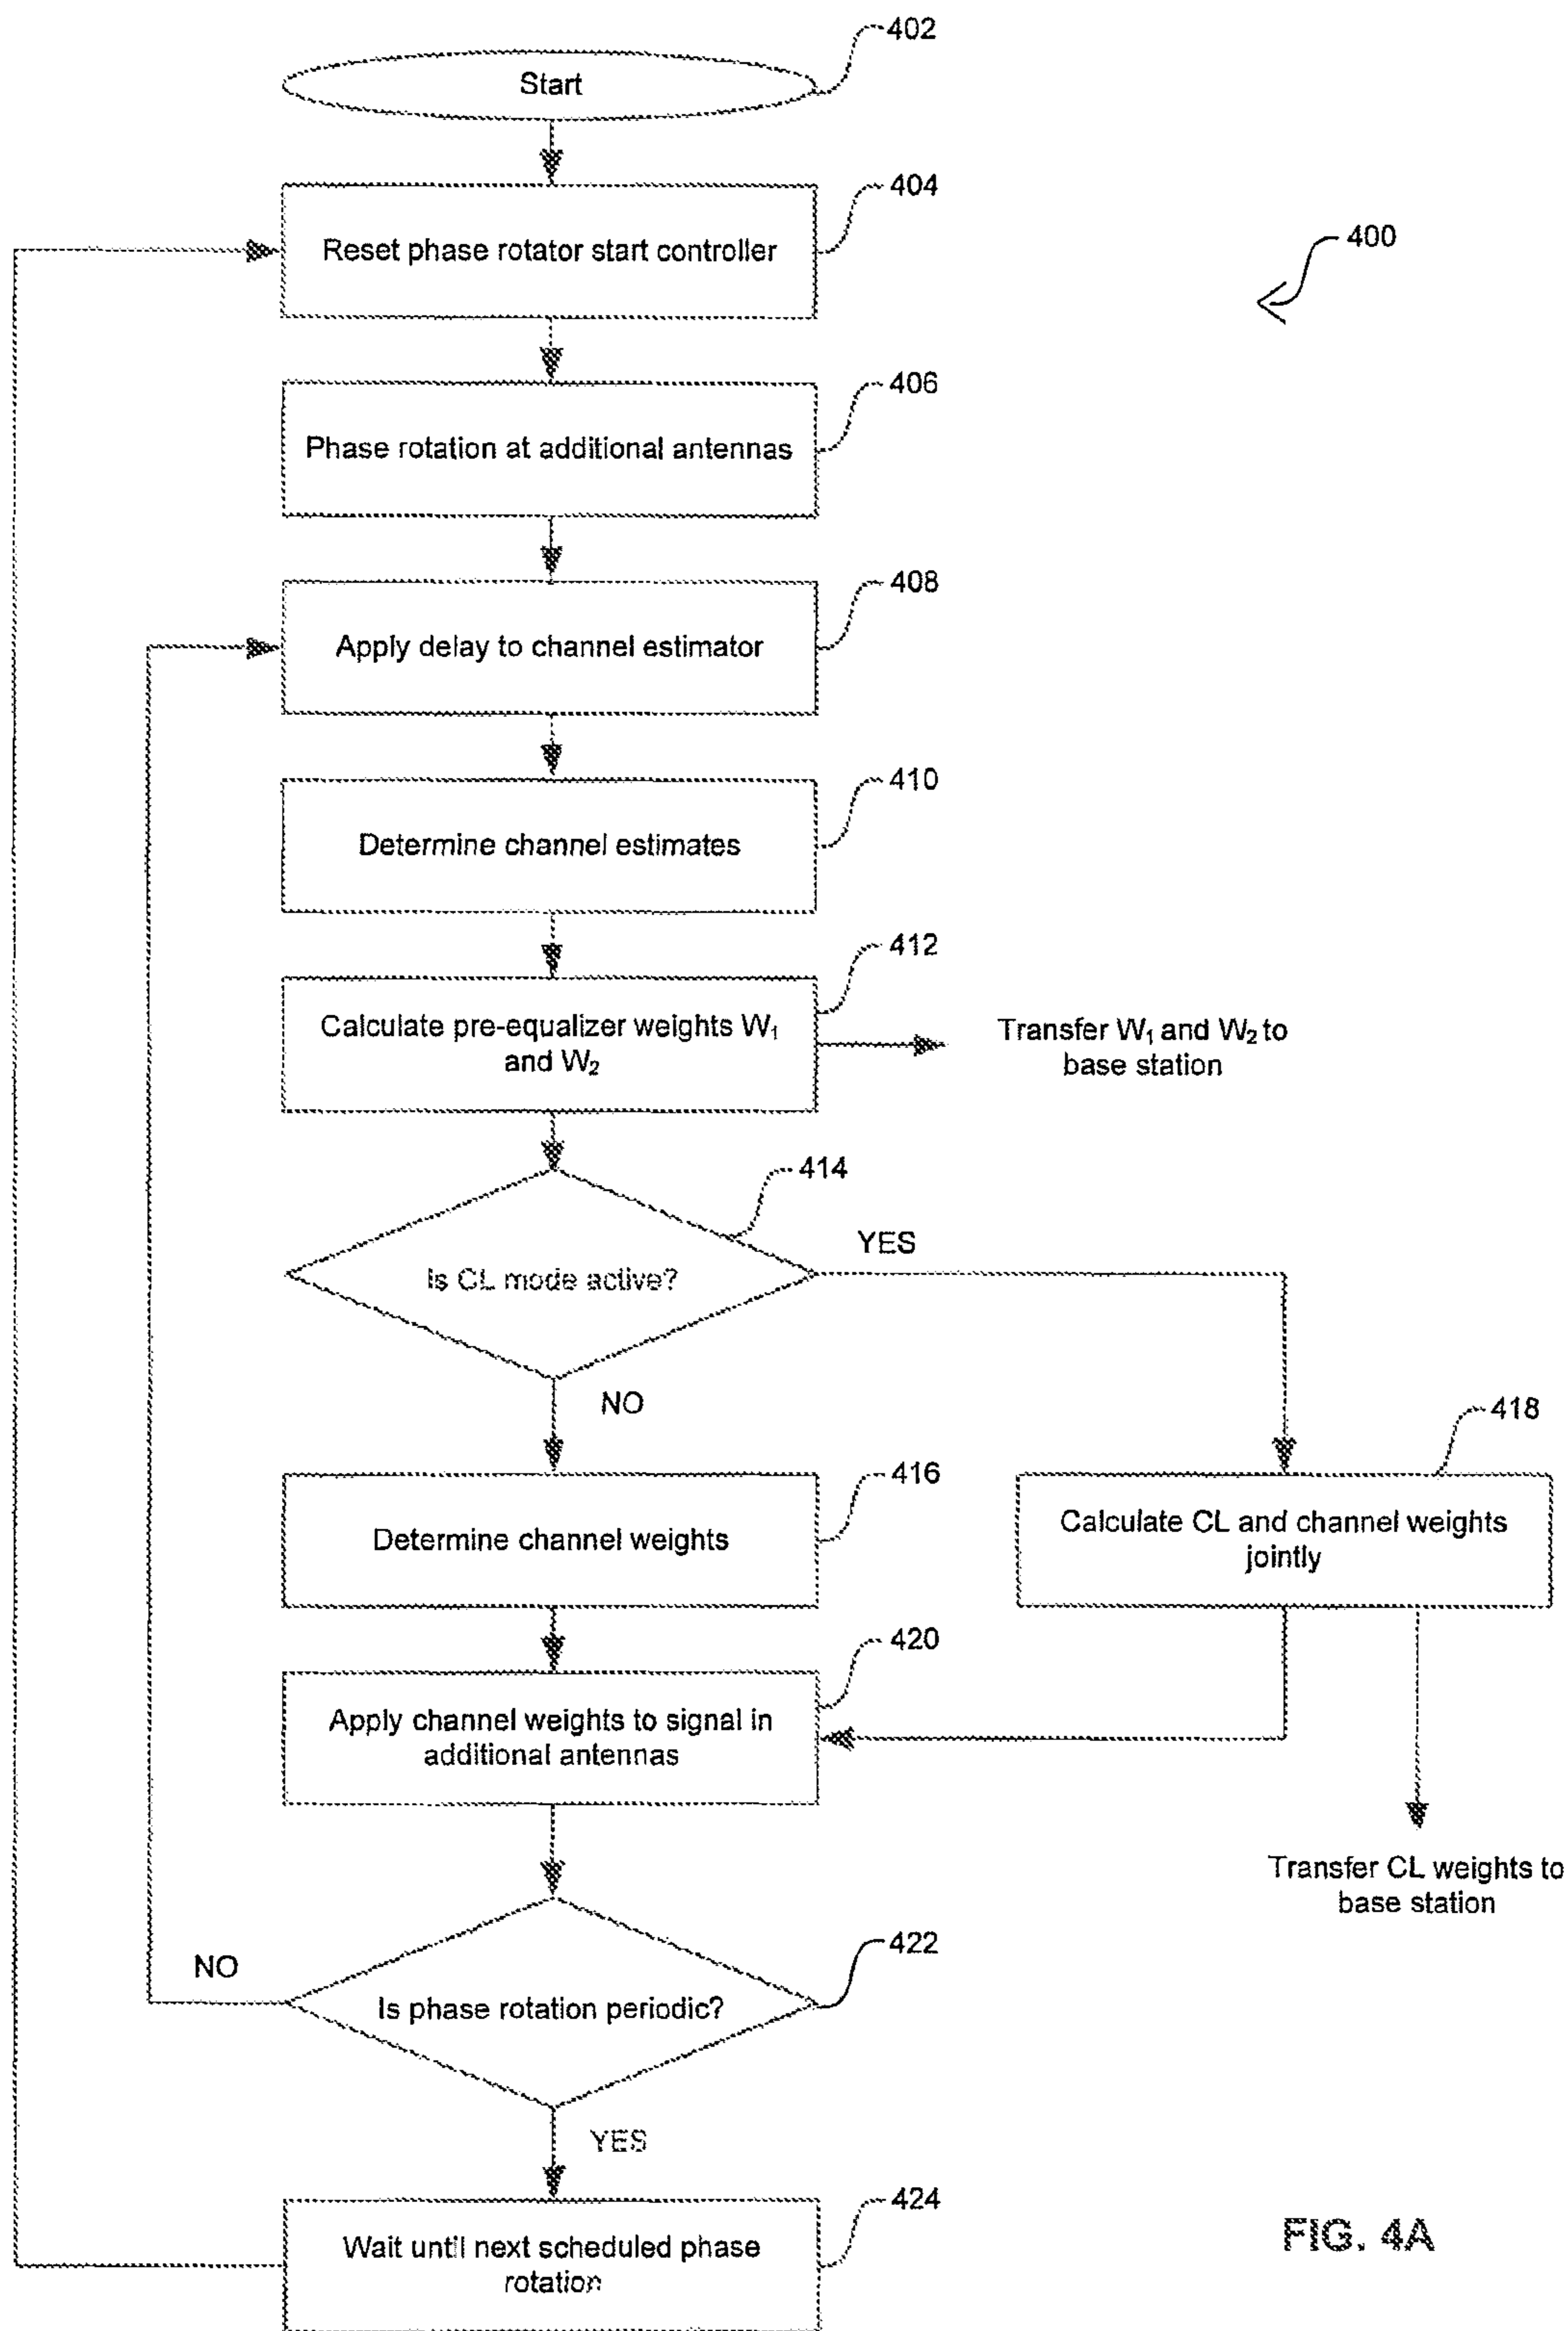 402
Start
404
Reset phase rotator start controller
400
406
Phase rotation at additional antennas
408
Apply delay to channel estimator
410
Determine channel estimates
412
Calculate pre-equalizer weights W₁
and W₂
Transfer W₁ and W₂ to
base station
414
YES
Is CL mode active?
NO
418
416
Determine channel weights
Calculate CL and channel weights
jointly
420
Apply channel weights to signal in
additional antennas
Transfer CL weights to
base station
422
NO
Is phase rotation periodic?
YES
424
Wait until next scheduled phase
rotation
FIG. 4A